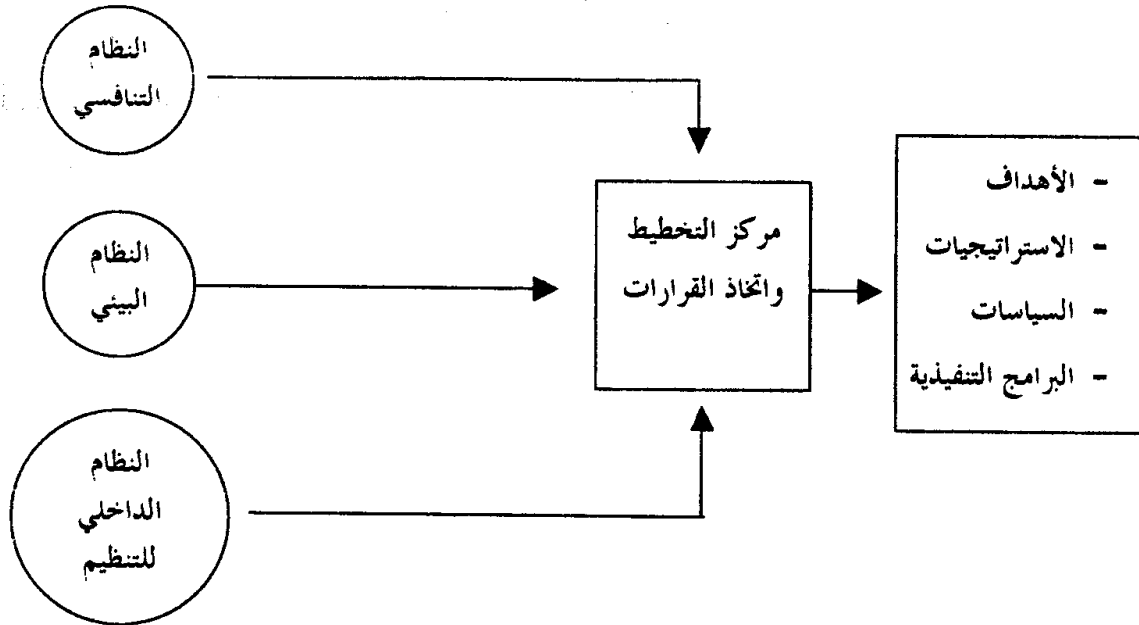 النظام
التنافسي
النظام
البيئي
النظام
الداخلي
للتنظيم
مركز التخطيط
واتخاذ القرارات
- الأهداف
- الاستراتيجيات
- السياسات
- البرامج التنفيذية